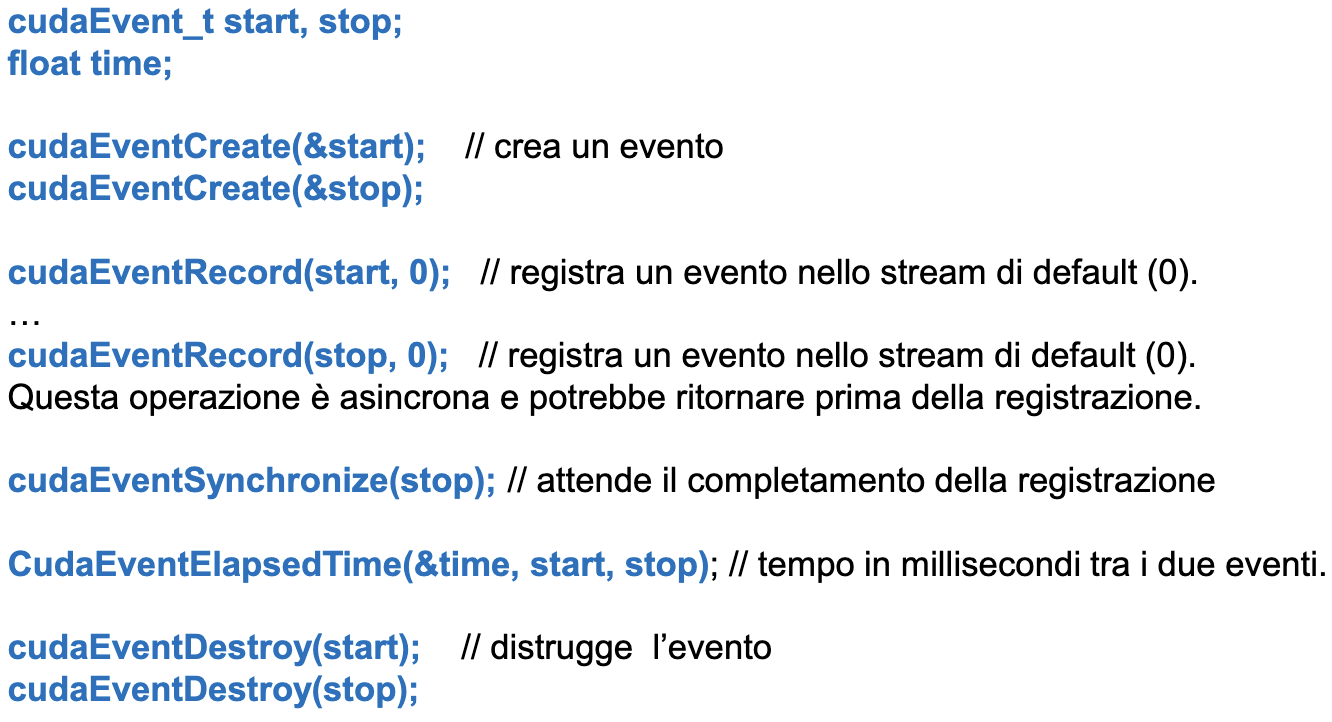 cudaEvent_t start, stop;
float time;
cudaEventCreate(&start);    // crea un evento
cudaEventCreate(&stop);
cudaEventRecord(start, 0);   // registra un evento nello stream di default (0).
…
cudaEventRecord(stop, 0);   // registra un evento nello stream di default (0).
Questa operazione è asincrona e potrebbe ritornare prima della registrazione.
cudaEventSynchronize(stop); // attende il completamento della registrazione
CudaEventElapsedTime(&time, start, stop); // tempo in millisecondi tra i due eventi.
cudaEventDestroy(start);    // distrugge  l’evento
cudaEventDestroy(stop);